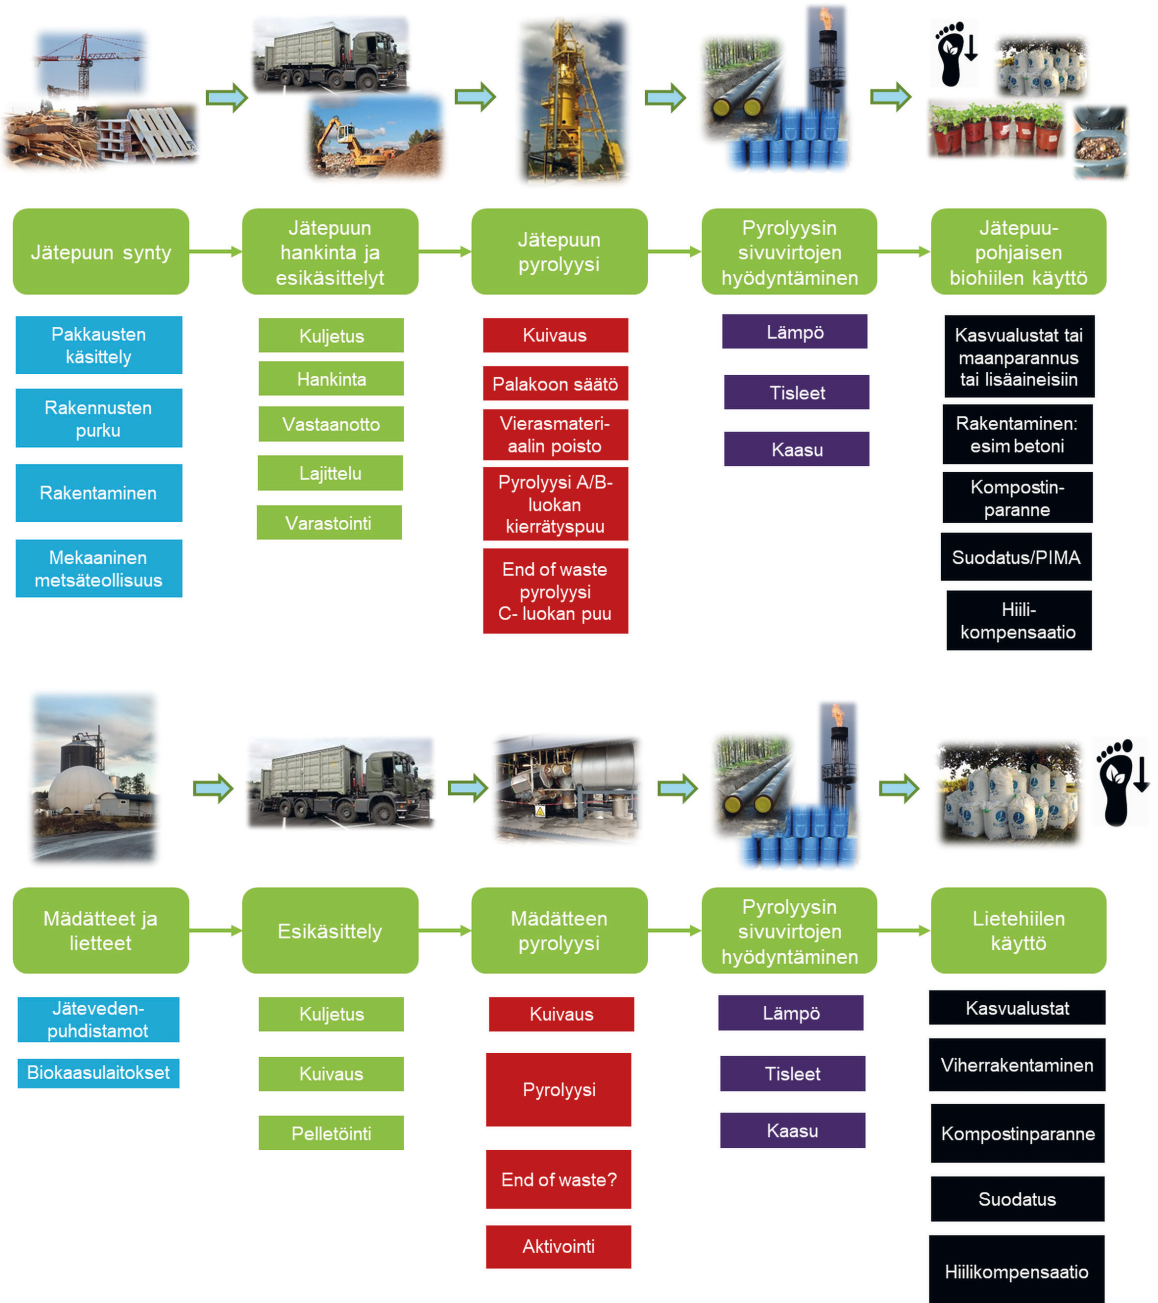 Jätepuun synty
Jätepuun
hankinta ja
esikäsittelyt
Jätepuun
pyrolyysi
Pyrolyysin
sivuvirtojen
hyödyntäminen
Jätepuu-
pohjaisen
biohiilen käyttö
Pakkausten
käsittely
Rakennusten
purku
Rakentaminen
Mekaaninen
metsäteollisuus
Kuljetus
Hankinta
Vastaanotto
Lajittelu
Varastointi
Kuivaus
Palakoon säätö
Vierasmateri-
aalin poisto
Pyrolyysi A/B-
luokan
kierrätyspuu
End of waste
pyrolyysi
C- luokan puu
Lämpö
Tisleet
Kaasu
Kasvualustat tai
maanparannus
tai lisäaineisiin
Rakentaminen:
esim betoni
Kompostin-
paranne
Suodatus/PIMA
Hiili-
kompensaatio
Mädätteet ja
lietteet
Esikäsittely
Mädätteen
pyrolyysi
Pyrolyysin
sivuvirtojen
hyödyntäminen
Lietehiilen
käyttö
Jäteveden-
puhdistamot
Biokaasulaitokset
Kuljetus
Kuivaus
Pelletöinti
Kuivaus
Pyrolyysi
End of waste?
Aktivointi
Lämpö
Tisleet
Kaasu
Kasvualustat
Viherrakentaminen
Kompostinparanne
Suodatus
Hiilikompensaatio